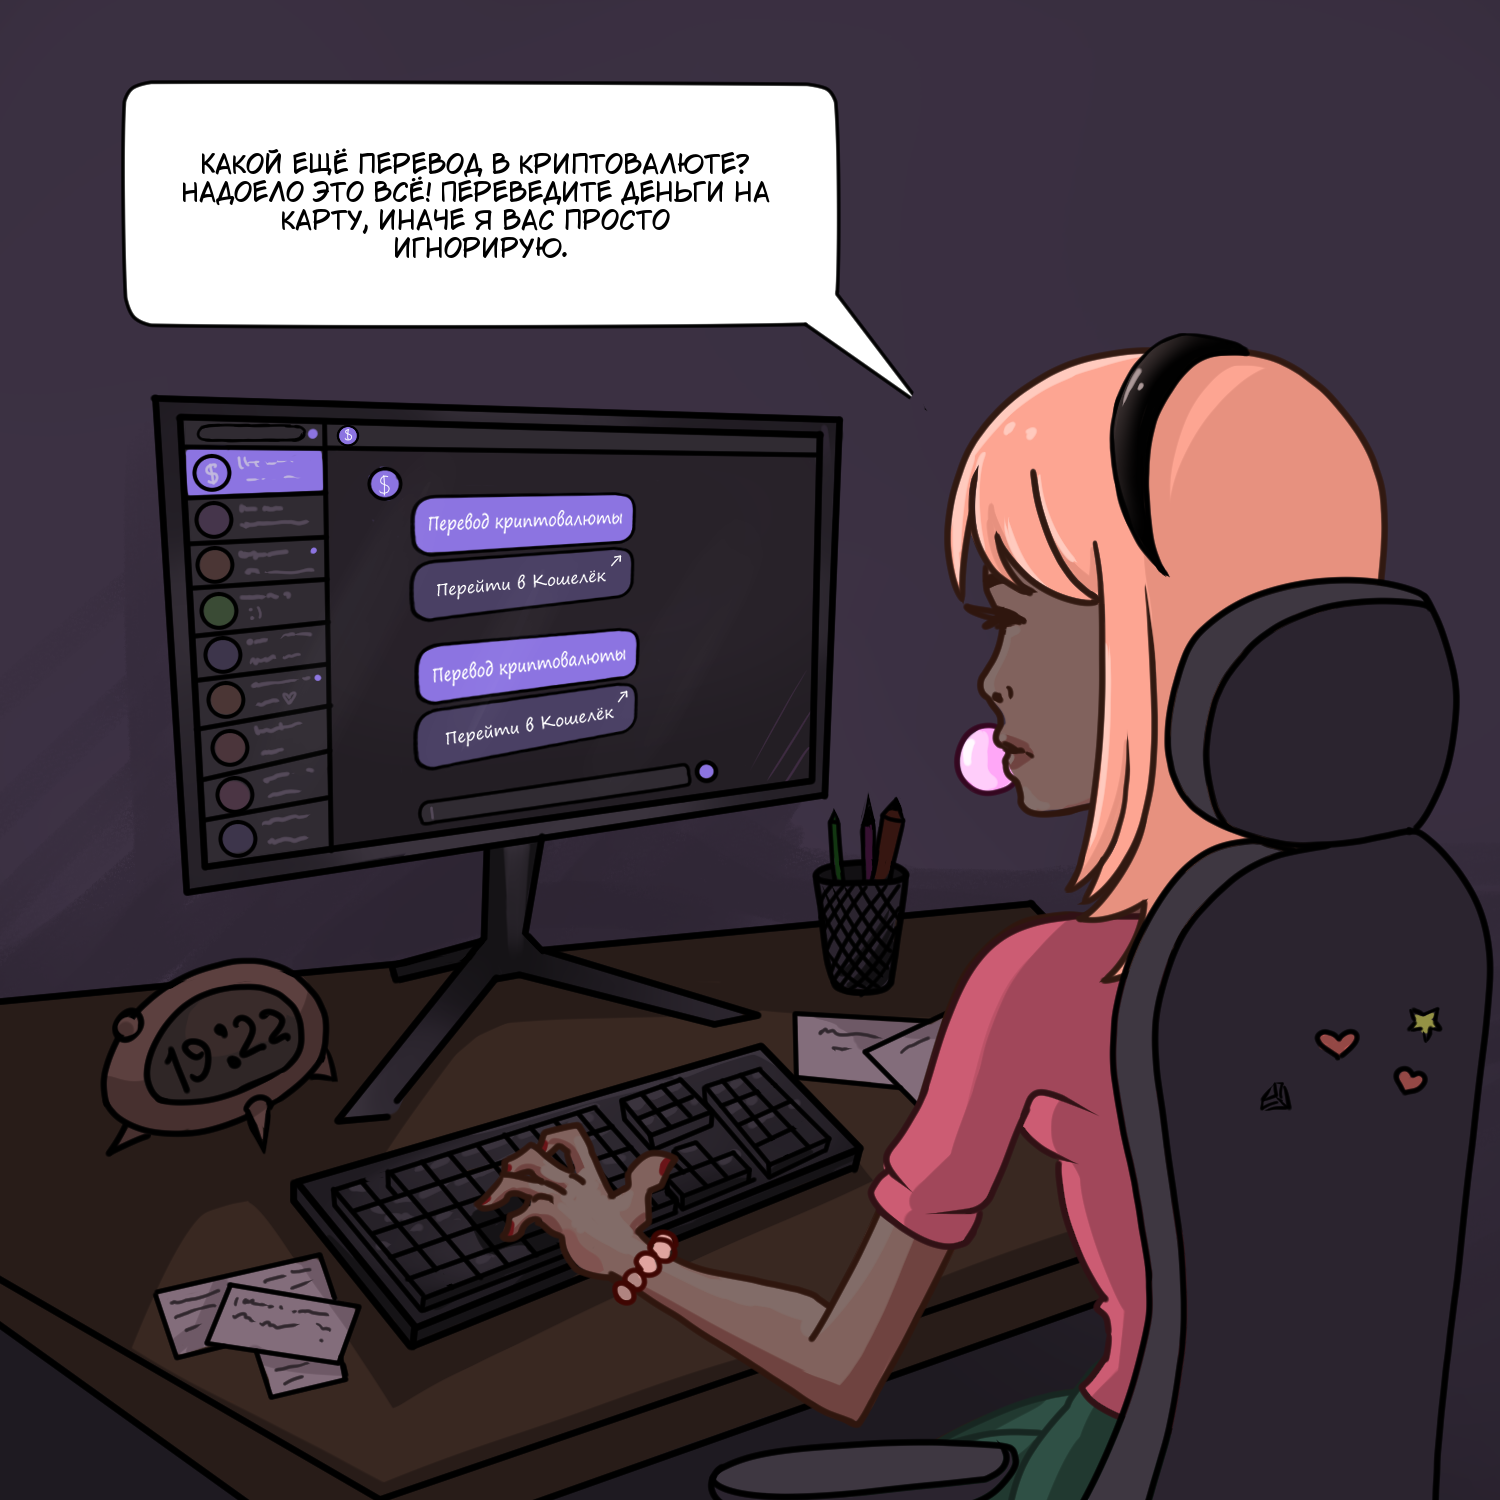 КАКОЙ ЕЩЁ ПЕРЕВОД В КРИПТОВАЛЮТЕ?
НАДОЕЛО ЭТО ВСЁ! ПЕРЕВЕДИТЕ ДЕНЬГИ НА
КАРТУ, ИНАЧЕ Я ВАС ПРОСТО
ИГНОРИРУЮ.
$
$
$
Перевод криптовалюты
Перейти в Кошелёк
:)
Перевод криптовалюты
Перейти в Кошелёк
19:22